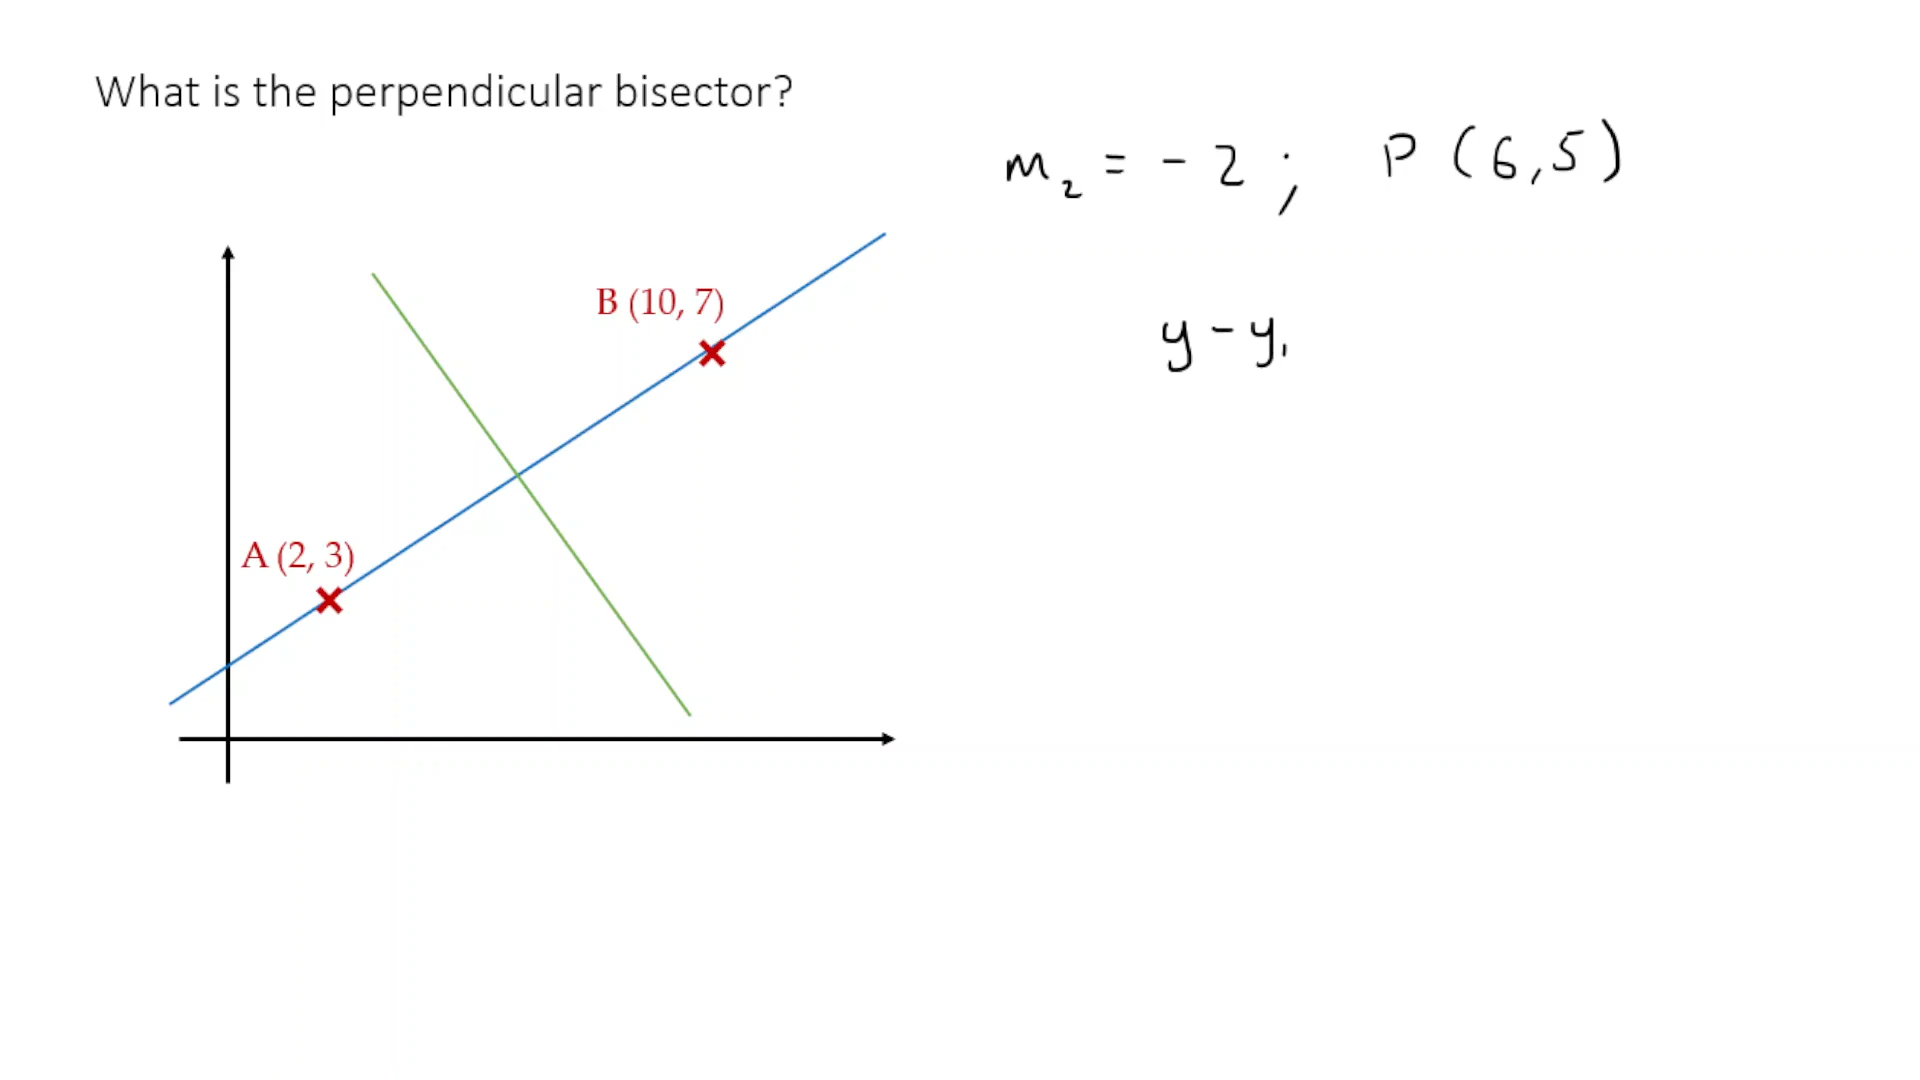 What is the perpendicular bisector?
m₂ = - 2 ; P (6,5)
B (10, 7)
y - y₁
A (2, 3)